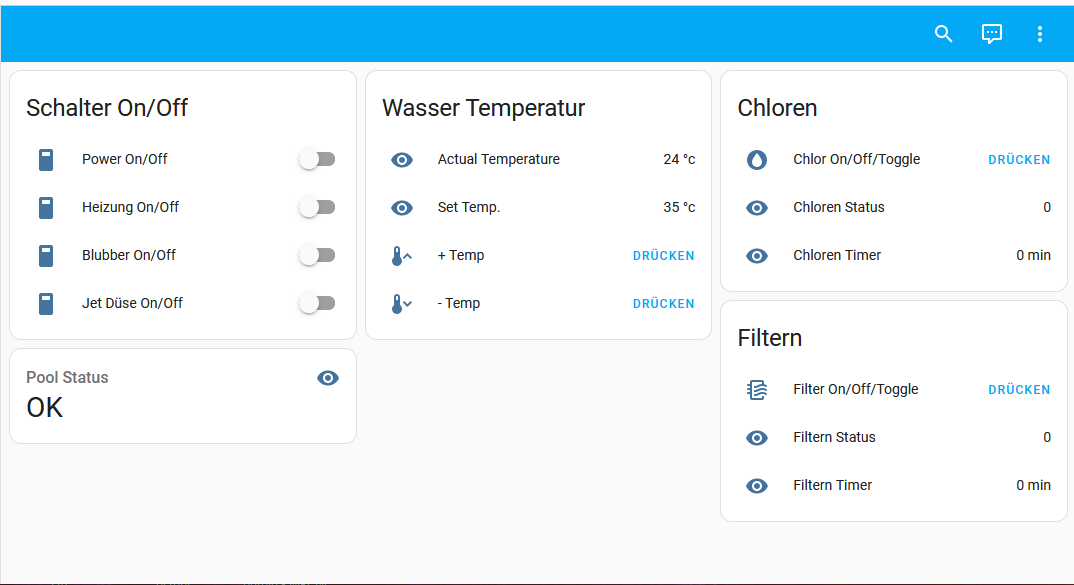 Schalter On/Off
Power On/Off
Heizung On/Off
Blubber On/Off
Jet Düse On/Off
Pool Status
OK
Wasser Temperatur
Actual Temperature 24 °c
Set Temp. 35 °c
+ Temp DRÜCKEN
- Temp DRÜCKEN
Chloren
Chlor On/Off/Toggle DRÜCKEN
Chloren Status 0
Chloren Timer 0 min
Filtern
Filter On/Off/Toggle DRÜCKEN
Filtern Status 0
Filtern Timer 0 min